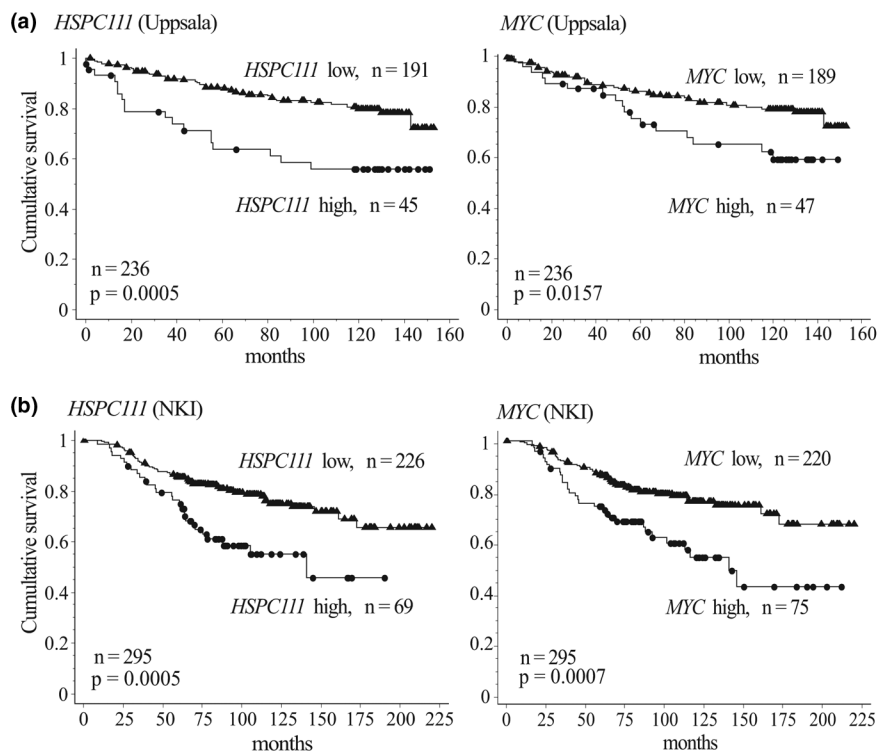 (a)
HSPC111 (Uppsala)
Cumultative survival
1
0.8
0.6
0.4
0.2
0
HSPC111 low, n = 191
HSPC111 high, n = 45
n = 236
p = 0.0005
0 20 40 60 80 100 120 140 160
months
MYC (Uppsala)
1
0.8
0.6
0.4
0.2
0
MYC low, n = 189
MYC high, n = 47
n = 236
p = 0.0157
0 20 40 60 80 100 120 140 160
months
(b)
HSPC111 (NKI)
Cumultative survival
1
0.8
0.6
0.4
0.2
0
HSPC111 low, n = 226
HSPC111 high, n = 69
n = 295
p = 0.0005
0 25 50 75 100 125 150 175 200 225
months
MYC (NKI)
1
0.8
0.6
0.4
0.2
0
MYC low, n = 220
MYC high, n = 75
n = 295
p = 0.0007
0 25 50 75 100 125 150 175 200 225
months